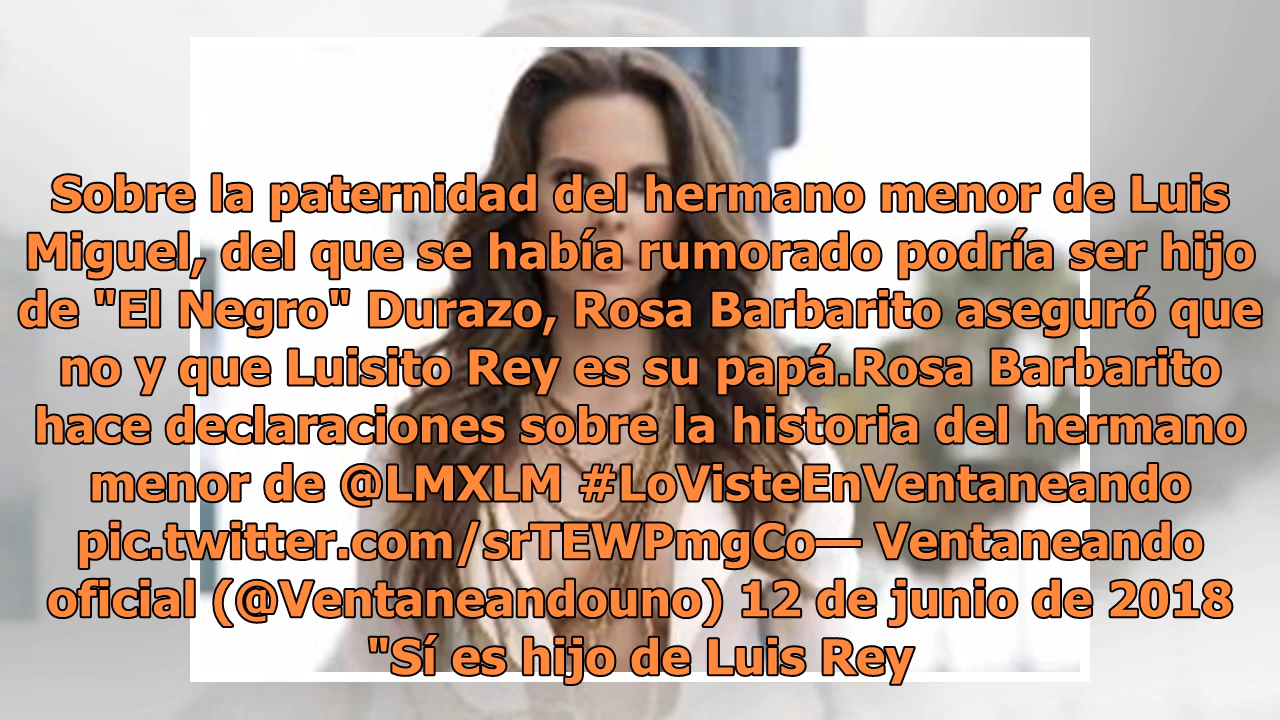 Sobre la paternidad del hermano menor de Luis
Miguel, del que se había rumorado podría ser hijo
de "El Negro" Durazo, Rosa Barbarito aseguró que
no y que Luisito Rey es su papá.Rosa Barbarito
hace declaraciones sobre la historia del hermano
menor de @LMXLM #LoVisteEnVentaneando
pic.twitter.com/srTEWPmgCo— Ventaneando
oficial (@Ventaneandouno) 12 de junio de 2018
"Sí es hijo de Luis Rey